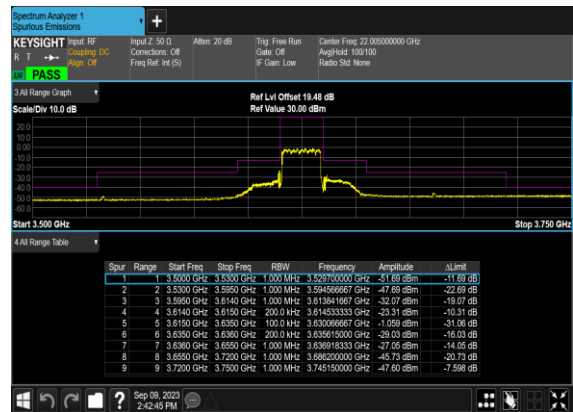 Spectrum Analyzer 1
Spurious Emissions
KEYSIGHT Input: RF Input Z: 50 Ω Atten: 20 dB Trig: Free Run Center Freq: 22.005000000 GHz
R T Coupling: DC Corrections: Off Gate: Off Avg|Hold: 100/100
Align: Off Freq Ref: Int (S) IF Gain: Low Radio Std: None
PASS
3 All Range Graph
Ref Lvl Offset 19.48 dB
Scale/Div 10.0 dB Ref Value 30.00 dBm
20.0
10.0
0.00
-10.0
-20.0
-30.0
-40.0
-50.0
-60.0
Start 3.500 GHz Stop 3.750 GHz
4 All Range Table
Spur Range Start Freq Stop Freq RBW Frequency Amplitude ΔLimit
1 1 3.5000 GHz 3.5300 GHz 1.000 MHz 3.529700000 GHz -51.69 dBm -11.69 dB
2 2 3.5300 GHz 3.5950 GHz 1.000 MHz 3.594566667 GHz -47.69 dBm -22.69 dB
3 3 3.5950 GHz 3.6140 GHz 1.000 MHz 3.613841667 GHz -32.07 dBm -19.07 dB
4 4 3.6140 GHz 3.6150 GHz 200.0 kHz 3.614533333 GHz -23.31 dBm -10.31 dB
5 5 3.6150 GHz 3.6350 GHz 100.0 kHz 3.630066667 GHz -1.059 dBm -31.06 dB
6 6 3.6350 GHz 3.6360 GHz 200.0 kHz 3.635615000 GHz -29.03 dBm -16.03 dB
7 7 3.6360 GHz 3.6550 GHz 1.000 MHz 3.636918333 GHz -27.05 dBm -14.05 dB
8 8 3.6550 GHz 3.7200 GHz 1.000 MHz 3.686200000 GHz -45.73 dBm -20.73 dB
9 9 3.7200 GHz 3.7500 GHz 1.000 MHz 3.745150000 GHz -47.60 dBm -7.598 dB
Sep 09, 2023
2:42:45 PM